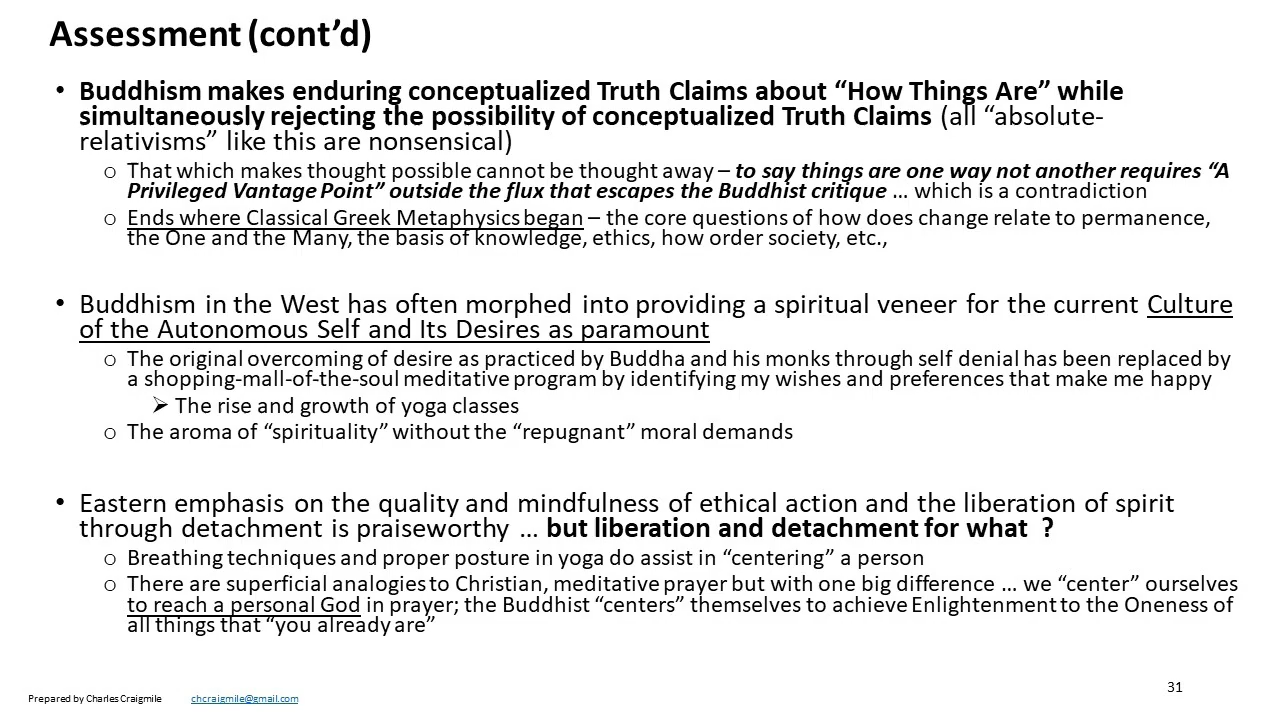 Assessment (cont’d)
• Buddhism makes enduring conceptualized Truth Claims about “How Things Are” while
simultaneously rejecting the possibility of conceptualized Truth Claims (all “absolute-
relativisms” like this are nonsensical)
o That which makes thought possible cannot be thought away – to say things are one way not another requires “A
Privileged Vantage Point” outside the flux that escapes the Buddhist critique … which is a contradiction
o Ends where Classical Greek Metaphysics began – the core questions of how does change relate to permanence,
the One and the Many, the basis of knowledge, ethics, how order society, etc.,
• Buddhism in the West has often morphed into providing a spiritual veneer for the current Culture
of the Autonomous Self and Its Desires as paramount
o The original overcoming of desire as practiced by Buddha and his monks through self denial has been replaced by
a shopping-mall-of-the-soul meditative program by identifying my wishes and preferences that make me happy
➢ The rise and growth of yoga classes
o The aroma of “spirituality” without the “repugnant” moral demands
• Eastern emphasis on the quality and mindfulness of ethical action and the liberation of spirit
through detachment is praiseworthy … but liberation and detachment for what ?
o Breathing techniques and proper posture in yoga do assist in “centering” a person
o There are superficial analogies to Christian, meditative prayer but with one big difference … we “center” ourselves
to reach a personal God in prayer; the Buddhist “centers” themselves to achieve Enlightenment to the Oneness of
all things that “you already are”
31
Prepared by Charles Craigmile chcraigmile@gmail.com